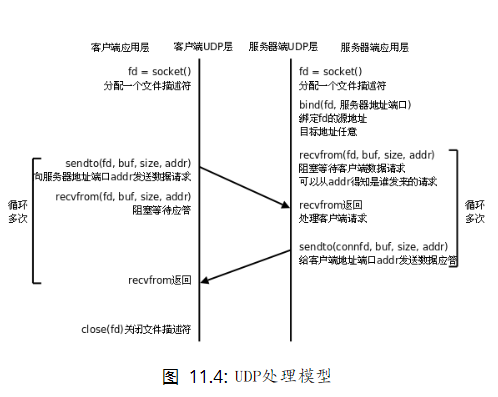 客户端应用层 客户端UDP层 服务器端UDP层 服务器端应用层
fd = socket()
分配一个文件描述符
fd = socket()
分配一个文件描述符
bind(fd, 服务器地址端口)
绑定fd的源地址
目标地址任意
sendto(fd, buf, size, addr)
向服务器地址端口addr发送数据请求
recvfrom(fd, buf, size, addr)
阻塞等待应管
recvfrom(fd, buf, size, addr)
阻塞等待客户端数据请求
可以从addr得知是谁发来的请求
循环
多次
recvfrom返回
处理客户端请求
循环
多次
sendto(connfd, buf, size, addr)
给客户端地址端口addr发送数据应管
recvfrom返回
close(fd)关闭文件描述符
图 11.4: UDP处理模型